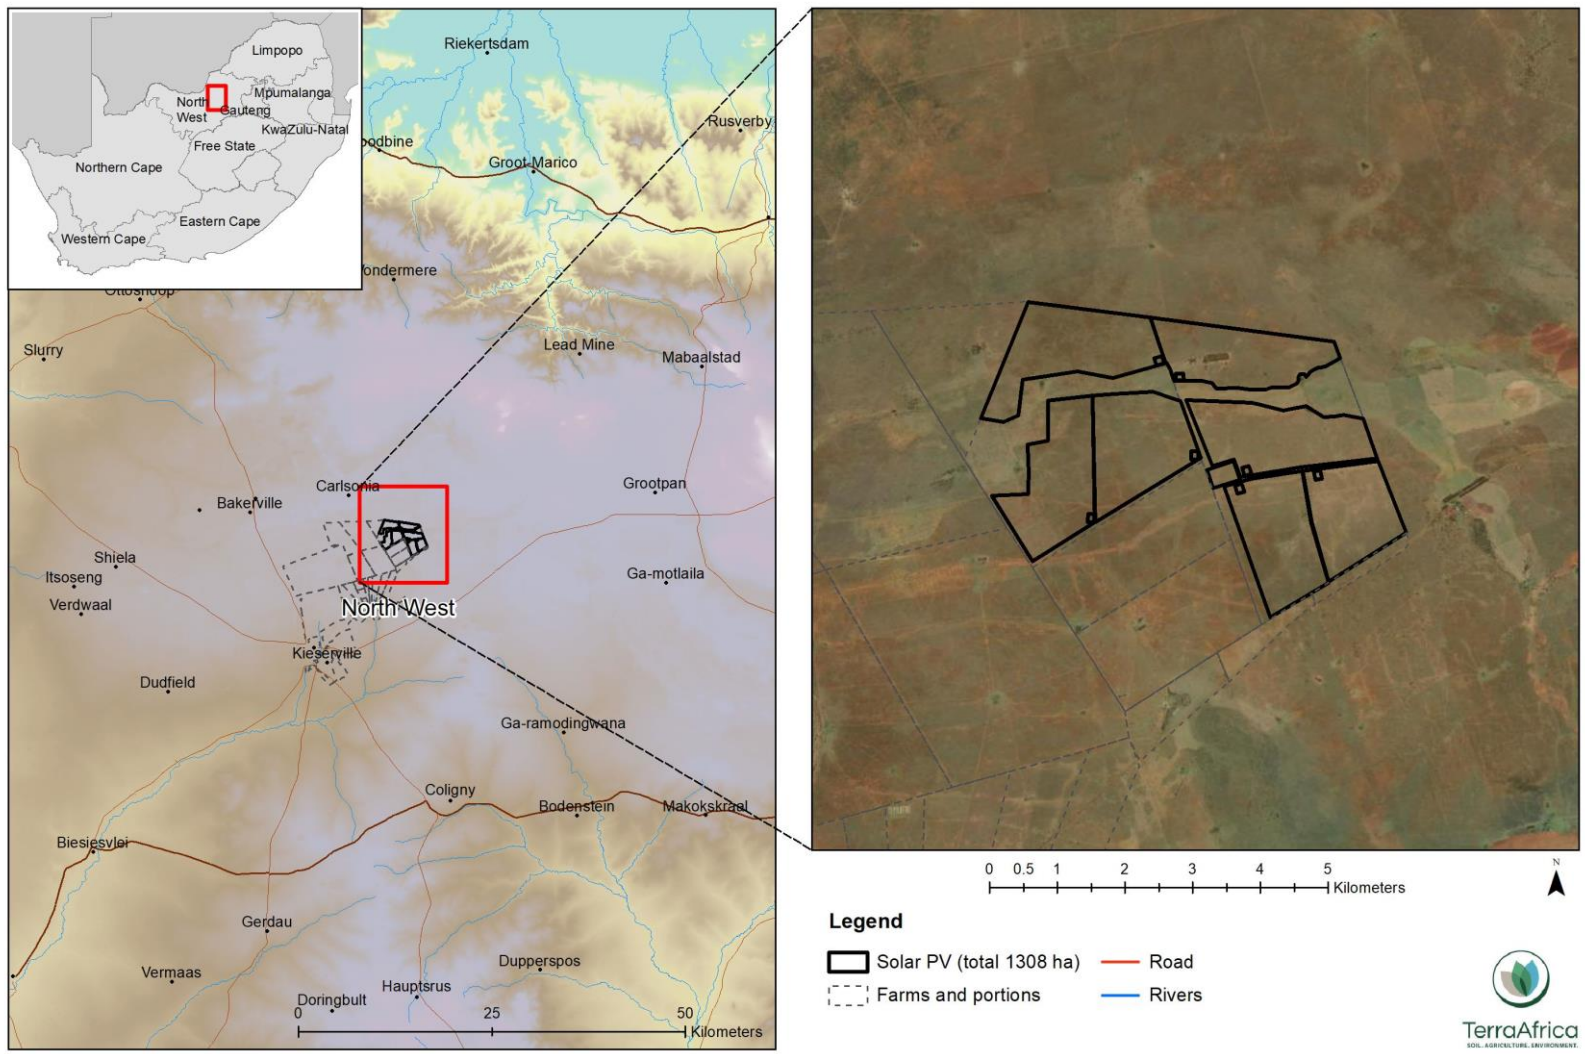 Limpopo
North
West
Mpumalanga
Gauteng
KwaZulu-Natal
Free State
Northern Cape
Eastern Cape
Western Cape
Riekertsdam
Rusverby
Groot-Marico
Slurry
Lead Mine
Mabaalstad
Carlsonia
Bakerville
Grootpan
Shiela
Itsoseng
Verdwaal
Ga-motlaila
North West
Kieserville
Dudfield
Ga-ramodingwana
Coligny
Bodenstein
Makokskraal
Biesiesvlei
Gerdau
Vermaas
Dupperspos
Hauptsrus
Doringbult
0 25 50
Kilometers
0 0.5 1 2 3 4 5
Kilometers
N
Legend
Solar PV (total 1308 ha)
Road
Farms and portions
Rivers
TerraAfrica
SOIL. AGRICULTURE. ENVIRONMENT.